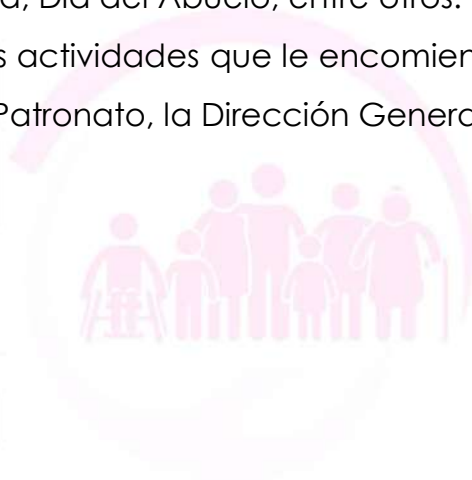 Día del Abuelo, entre otros.
actividades que le encomien
Patronato, la Dirección Genera